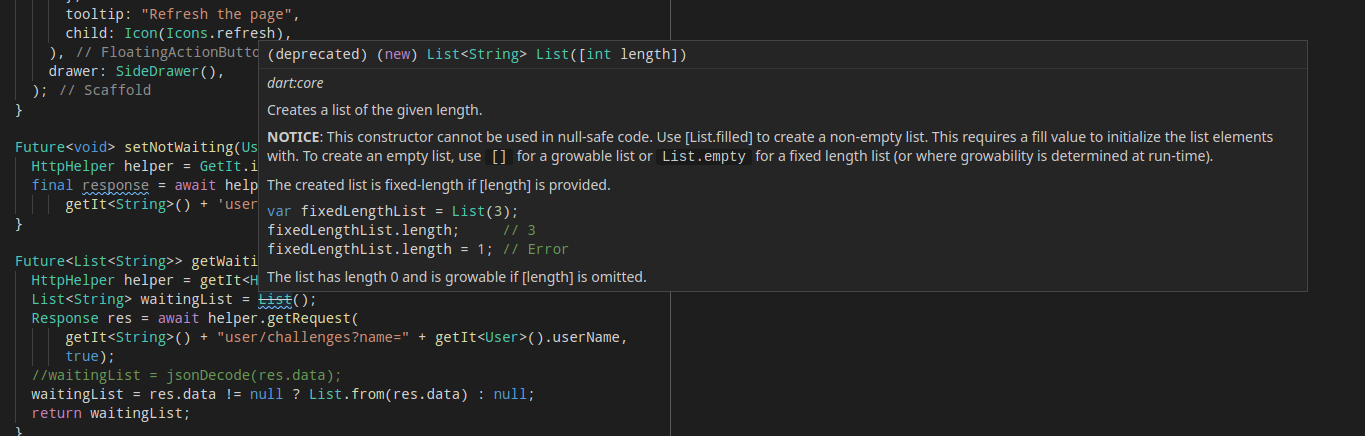 tooltip: "Refresh the page",
child: Icon(Icons.refresh),
), // FloatingActionButto
drawer: SideDrawer(),
); // Scaffold
}
(deprecated) (new) List<String> List([int length])
dart:core
Creates a list of the given length.
NOTICE: This constructor cannot be used in null-safe code. Use [List.filled] to create a non-empty list. This requires a fill value to initialize the list elements
with. To create an empty list, use [] for a growable list or List.empty for a fixed length list (or where growability is determined at run-time).
The created list is fixed-length if [length] is provided.
var fixedLengthList = List(3);
fixedLengthList.length;     // 3
fixedLengthList.length = 1; // Error
The list has length 0 and is growable if [length] is omitted.
Future<void> setNotWaiting(Us
HttpHelper helper = GetIt.i
final response = await help
getIt<String>() + 'user
}
Future<List<String>> getWaiti
HttpHelper helper = getIt<H
List<String> waitingList = List();
Response res = await helper.getRequest(
getIt<String>() + "user/challenges?name=" + getIt<User>().userName,
true);
//waitingList = jsonDecode(res.data);
waitingList = res.data != null ? List.from(res.data) : null;
return waitingList;
}